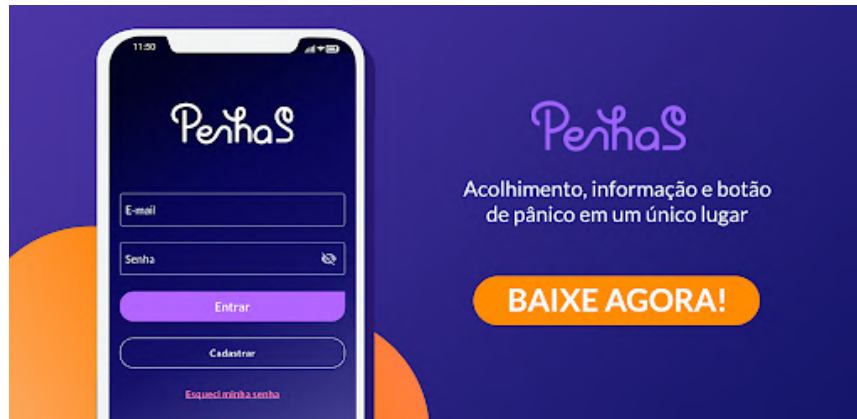 11:50
PenhaS
E-mail
Senha
Entrar
Cadastrar
Esqueci minha senha
PenhaS
Acolhimento, informação e botão
de pânico em um único lugar
BAIXE AGORA!